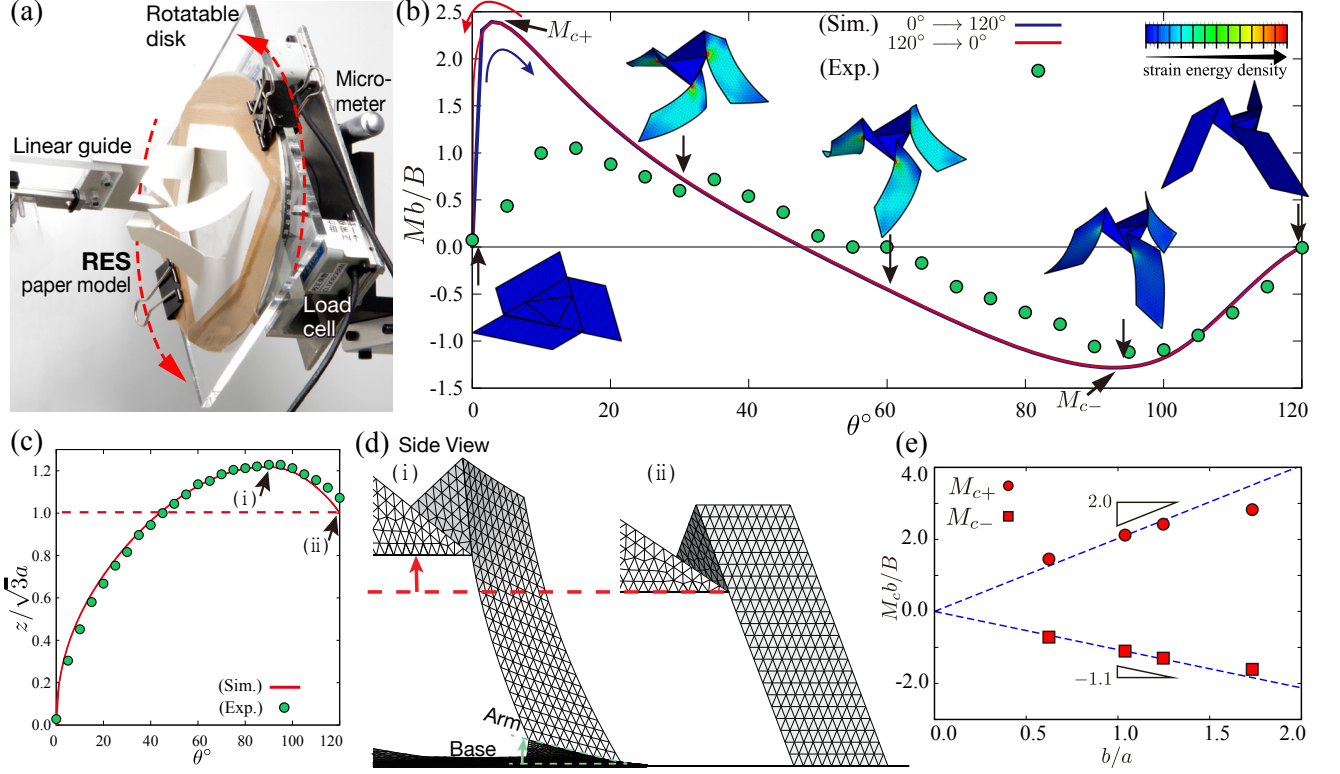 (a)
Rotatable
disk
Micro-
meter
Linear guide
RES
paper model
Load
cell
(b)
Mb/B
2.5
2.0
1.5
1.0
0.5
0.0
-0.5
-1.0
-1.5
0
20
40
60
80
100
120
θ°
M_{c+}
M_{c−}
(Sim.) 0° → 120°
120° → 0°
(Exp.)
strain energy density
(c)
z/√3a
1.2
1.0
0.8
0.6
0.4
0.2
0.0
0 20 40 60 80 100 120
θ°
(i)
(ii)
(Sim.)
(Exp.)
(d)
Side View
(i)
(ii)
Arm
Base
(e)
M_c b/B
4.0
2.0
0.0
-2.0
0.0 0.5 1.0 1.5 2.0
b/a
M_{c+}
M_{c−}
2.0
−1.1